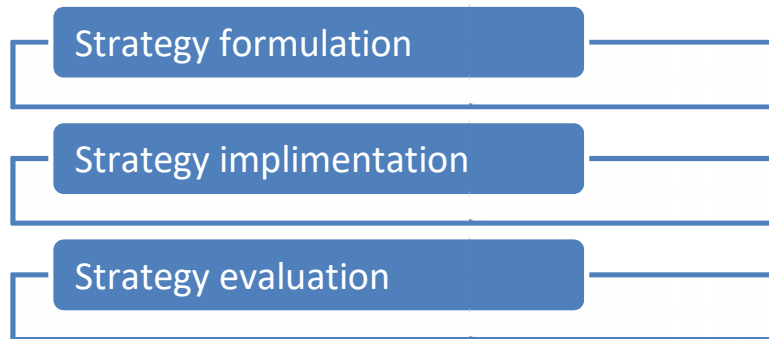 Strategy formulation
Strategy implimentation
Strategy evaluation